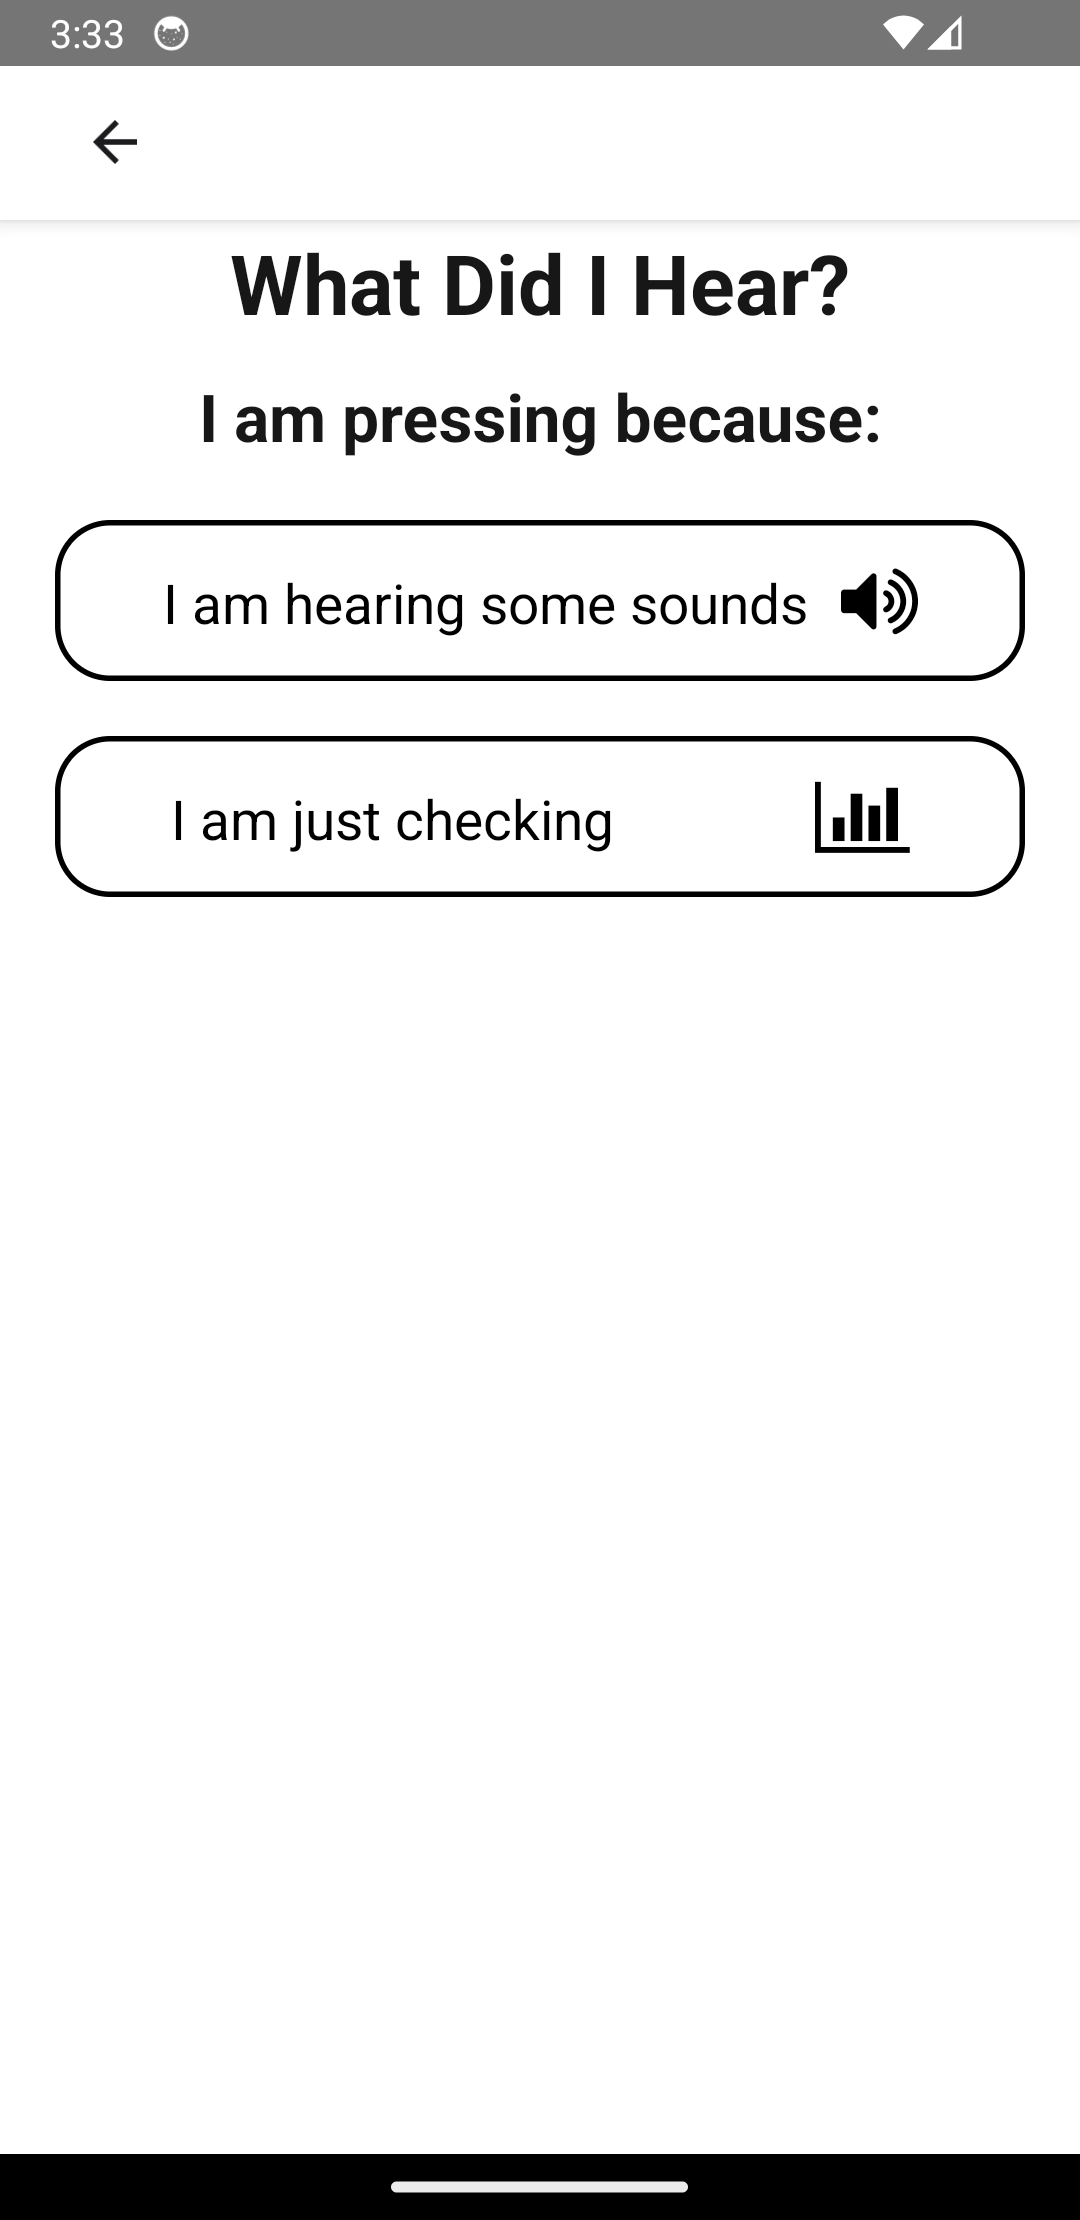 3:33
What Did I Hear?
I am pressing because:
I am hearing some sounds
I am just checking